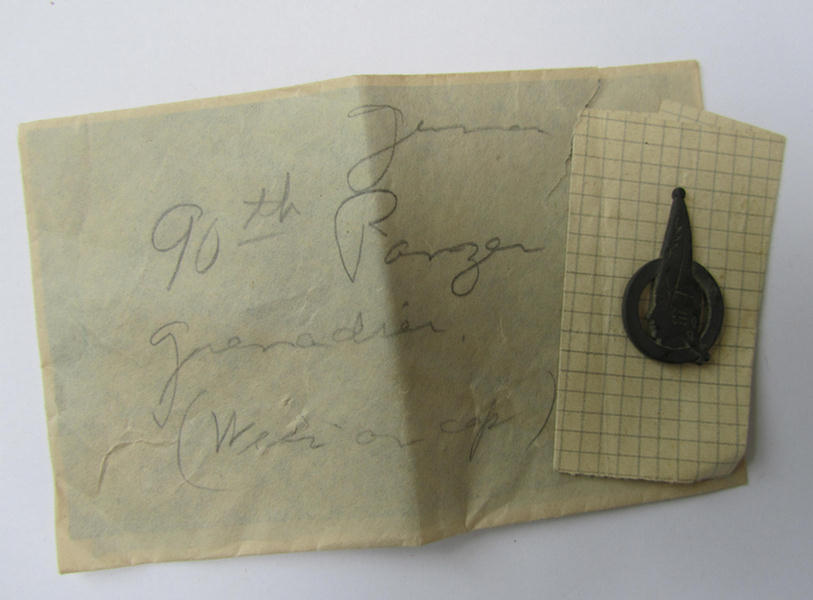 German
90th Panzer
Grenadier.
(Worn on cap)